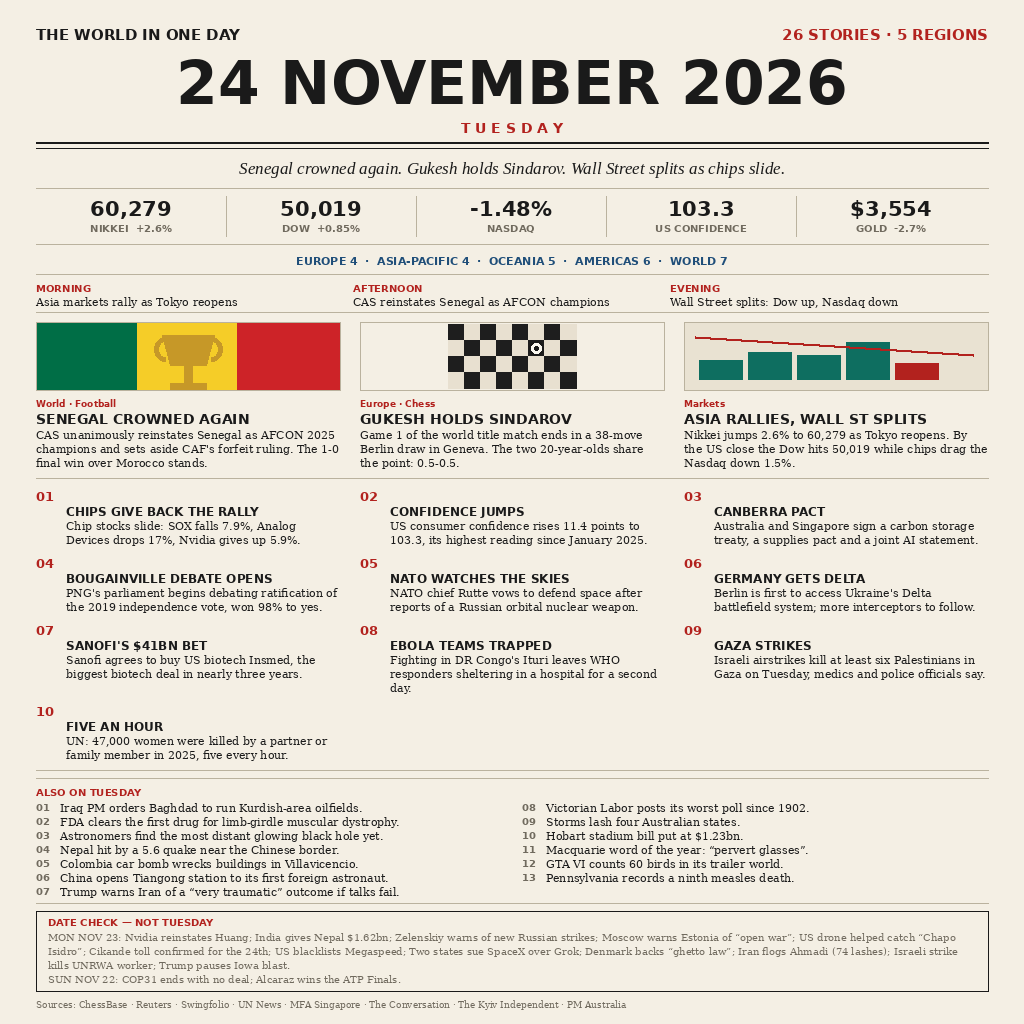 THE WORLD IN ONE DAY
26 STORIES · 5 REGIONS
24 NOVEMBER 2026
TUESDAY
Senegal crowned again. Gukesh holds Sindarov. Wall Street splits as chips slide.
60,279
NIKKEI +2.6%
50,019
DOW +0.85%
-1.48%
NASDAQ
103.3
US CONFIDENCE
$3,554
GOLD -2.7%
EUROPE 4 · ASIA-PACIFIC 4 · OCEANIA 5 · AMERICAS 6 · WORLD 7
MORNING
Asia markets rally as Tokyo reopens
AFTERNOON
CAS reinstates Senegal as AFCON champions
EVENING
Wall Street splits: Dow up, Nasdaq down
World · Football
SENEGAL CROWNED AGAIN
CAS unanimously reinstates Senegal as AFCON 2025
champions and sets aside CAF's forfeit ruling. The 1-0
final win over Morocco stands.
Europe · Chess
GUKESH HOLDS SINDAROV
Game 1 of the world title match ends in a 38-move
Berlin draw in Geneva. The two 20-year-olds share
the point: 0.5-0.5.
Markets
ASIA RALLIES, WALL ST SPLITS
Nikkei jumps 2.6% to 60,279 as Tokyo reopens. By
the US close the Dow hits 50,019 while chips drag the
Nasdaq down 1.5%.
01
CHIPS GIVE BACK THE RALLY
Chip stocks slide: SOX falls 7.9%, Analog
Devices drops 17%, Nvidia gives up 5.9%.
02
CONFIDENCE JUMPS
US consumer confidence rises 11.4 points to
103.3, its highest reading since January 2025.
03
CANBERRA PACT
Australia and Singapore sign a carbon storage
treaty, a supplies pact and a joint AI statement.
04
BOUGAINVILLE DEBATE OPENS
PNG's parliament begins debating ratification of
the 2019 independence vote, won 98% to yes.
05
NATO WATCHES THE SKIES
NATO chief Rutte vows to defend space after
reports of a Russian orbital nuclear weapon.
06
GERMANY GETS DELTA
Berlin is first to access Ukraine's Delta
battlefield system; more interceptors to follow.
07
SANOFI'S $41BN BET
Sanofi agrees to buy US biotech Insmed, the
biggest biotech deal in nearly three years.
08
EBOLA TEAMS TRAPPED
Fighting in DR Congo's Ituri leaves WHO
responders sheltering in a hospital for a second
day.
09
GAZA STRIKES
Israeli airstrikes kill at least six Palestinians in
Gaza on Tuesday, medics and police officials say.
10
FIVE AN HOUR
UN: 47,000 women were killed by a partner or
family member in 2025, five every hour.
ALSO ON TUESDAY
01 Iraq PM orders Baghdad to run Kurdish-area oilfields.
02 FDA clears the first drug for limb-girdle muscular dystrophy.
03 Astronomers find the most distant glowing black hole yet.
04 Nepal hit by a 5.6 quake near the Chinese border.
05 Colombia car bomb wrecks buildings in Villavicencio.
06 China opens Tiangong station to its first foreign astronaut.
07 Trump warns Iran of a “very traumatic” outcome if talks fail.
08 Victorian Labor posts its worst poll since 1902.
09 Storms lash four Australian states.
10 Hobart stadium bill put at $1.23bn.
11 Macquarie word of the year: “pervert glasses”.
12 GTA VI counts 60 birds in its trailer world.
13 Pennsylvania records a ninth measles death.
DATE CHECK — NOT TUESDAY
MON NOV 23: Nvidia reinstates Huang; India gives Nepal $1.62bn; Zelenskiy warns of new Russian strikes; Moscow warns Estonia of “open war”; US drone helped catch “Chapo
Isidro”; Cikande toll confirmed for the 24th; US blacklists Megaspeed; Two states sue SpaceX over Grok; Denmark backs “ghetto law”; Iran flogs Ahmadi (74 lashes); Israeli strike
kills UNRWA worker; Trump pauses Iowa blast.
SUN NOV 22: COP31 ends with no deal; Alcaraz wins the ATP Finals.
Sources: ChessBase · Reuters · Swingfolio · UN News · MFA Singapore · The Conversation · The Kyiv Independent · PM Australia